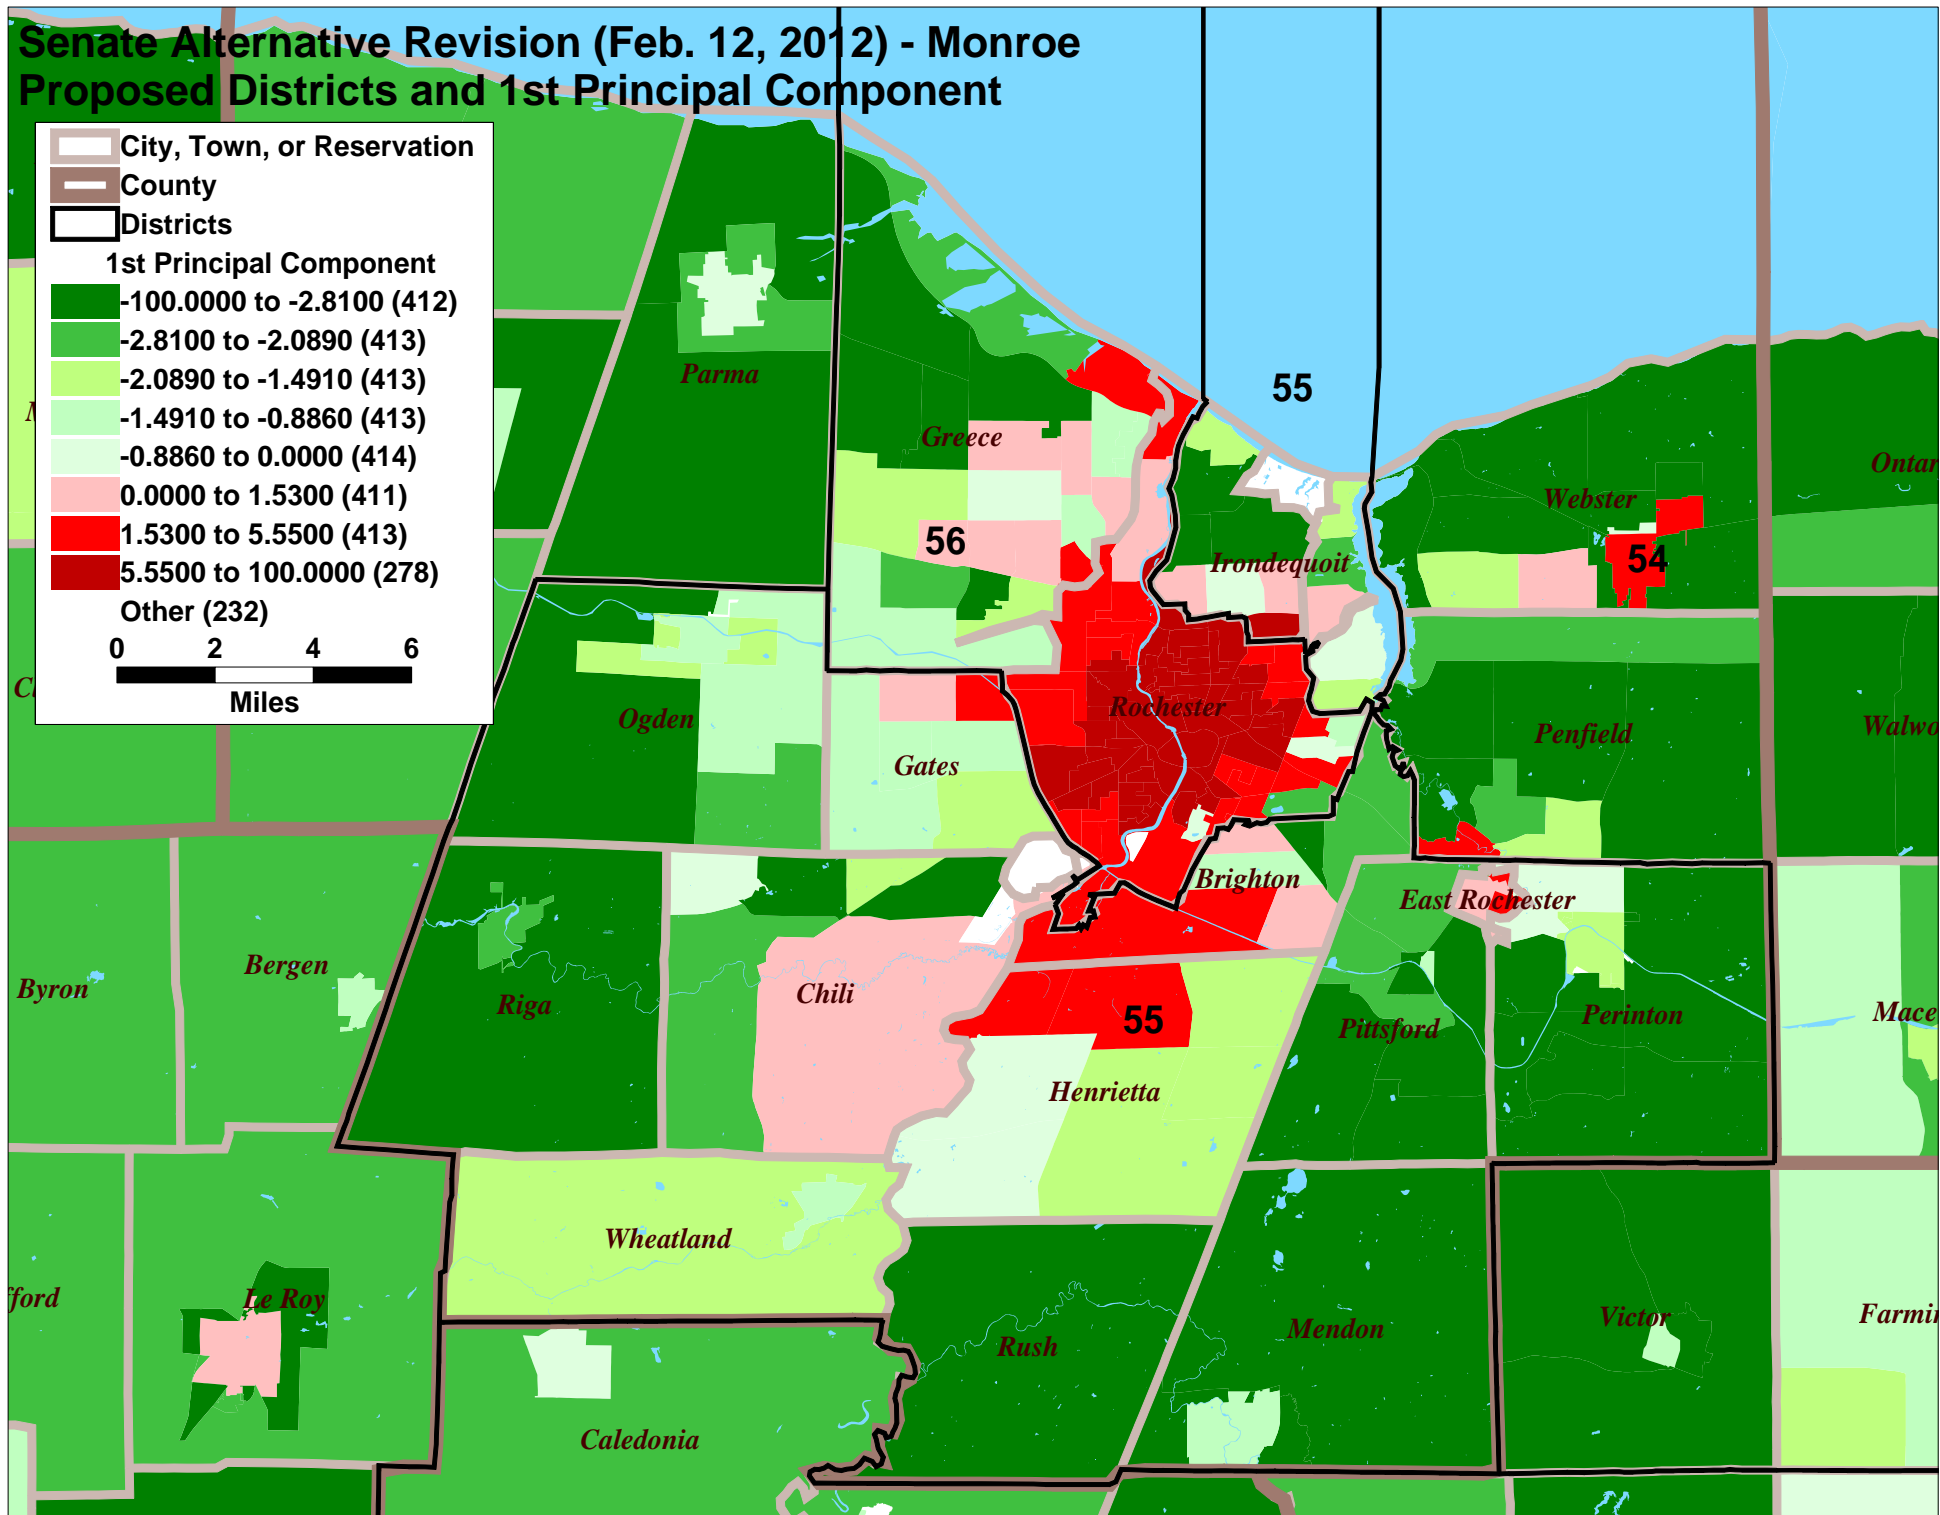 Senate Alternative Revision (Feb. 12, 2012) - Monroe
Proposed Districts and 1st Principal Component
City, Town, or Reservation
County
Districts
1st Principal Component
-100.0000 to -2.8100 (412)
-2.8100 to -2.0890 (413)
-2.0890 to -1.4910 (413)
-1.4910 to -0.8860 (413)
-0.8860 to 0.0000 (414)
0.0000 to 1.5300 (411)
1.5300 to 5.5500 (413)
5.5500 to 100.0000 (278)
Other (232)
0 2 4 6
Miles
Parma
55
Greece
Ontar
Webster
56
54
Irondequoit
Rochester
Ogden
Walwo
Penfield
Gates
Brighton
East Rochester
Bergen
Byron
Chili
Riga
Mace
Perinton
55
Pittsford
Henrietta
Wheatland
fford
Le Roy
Victor
Farmin
Mendon
Rush
Caledonia